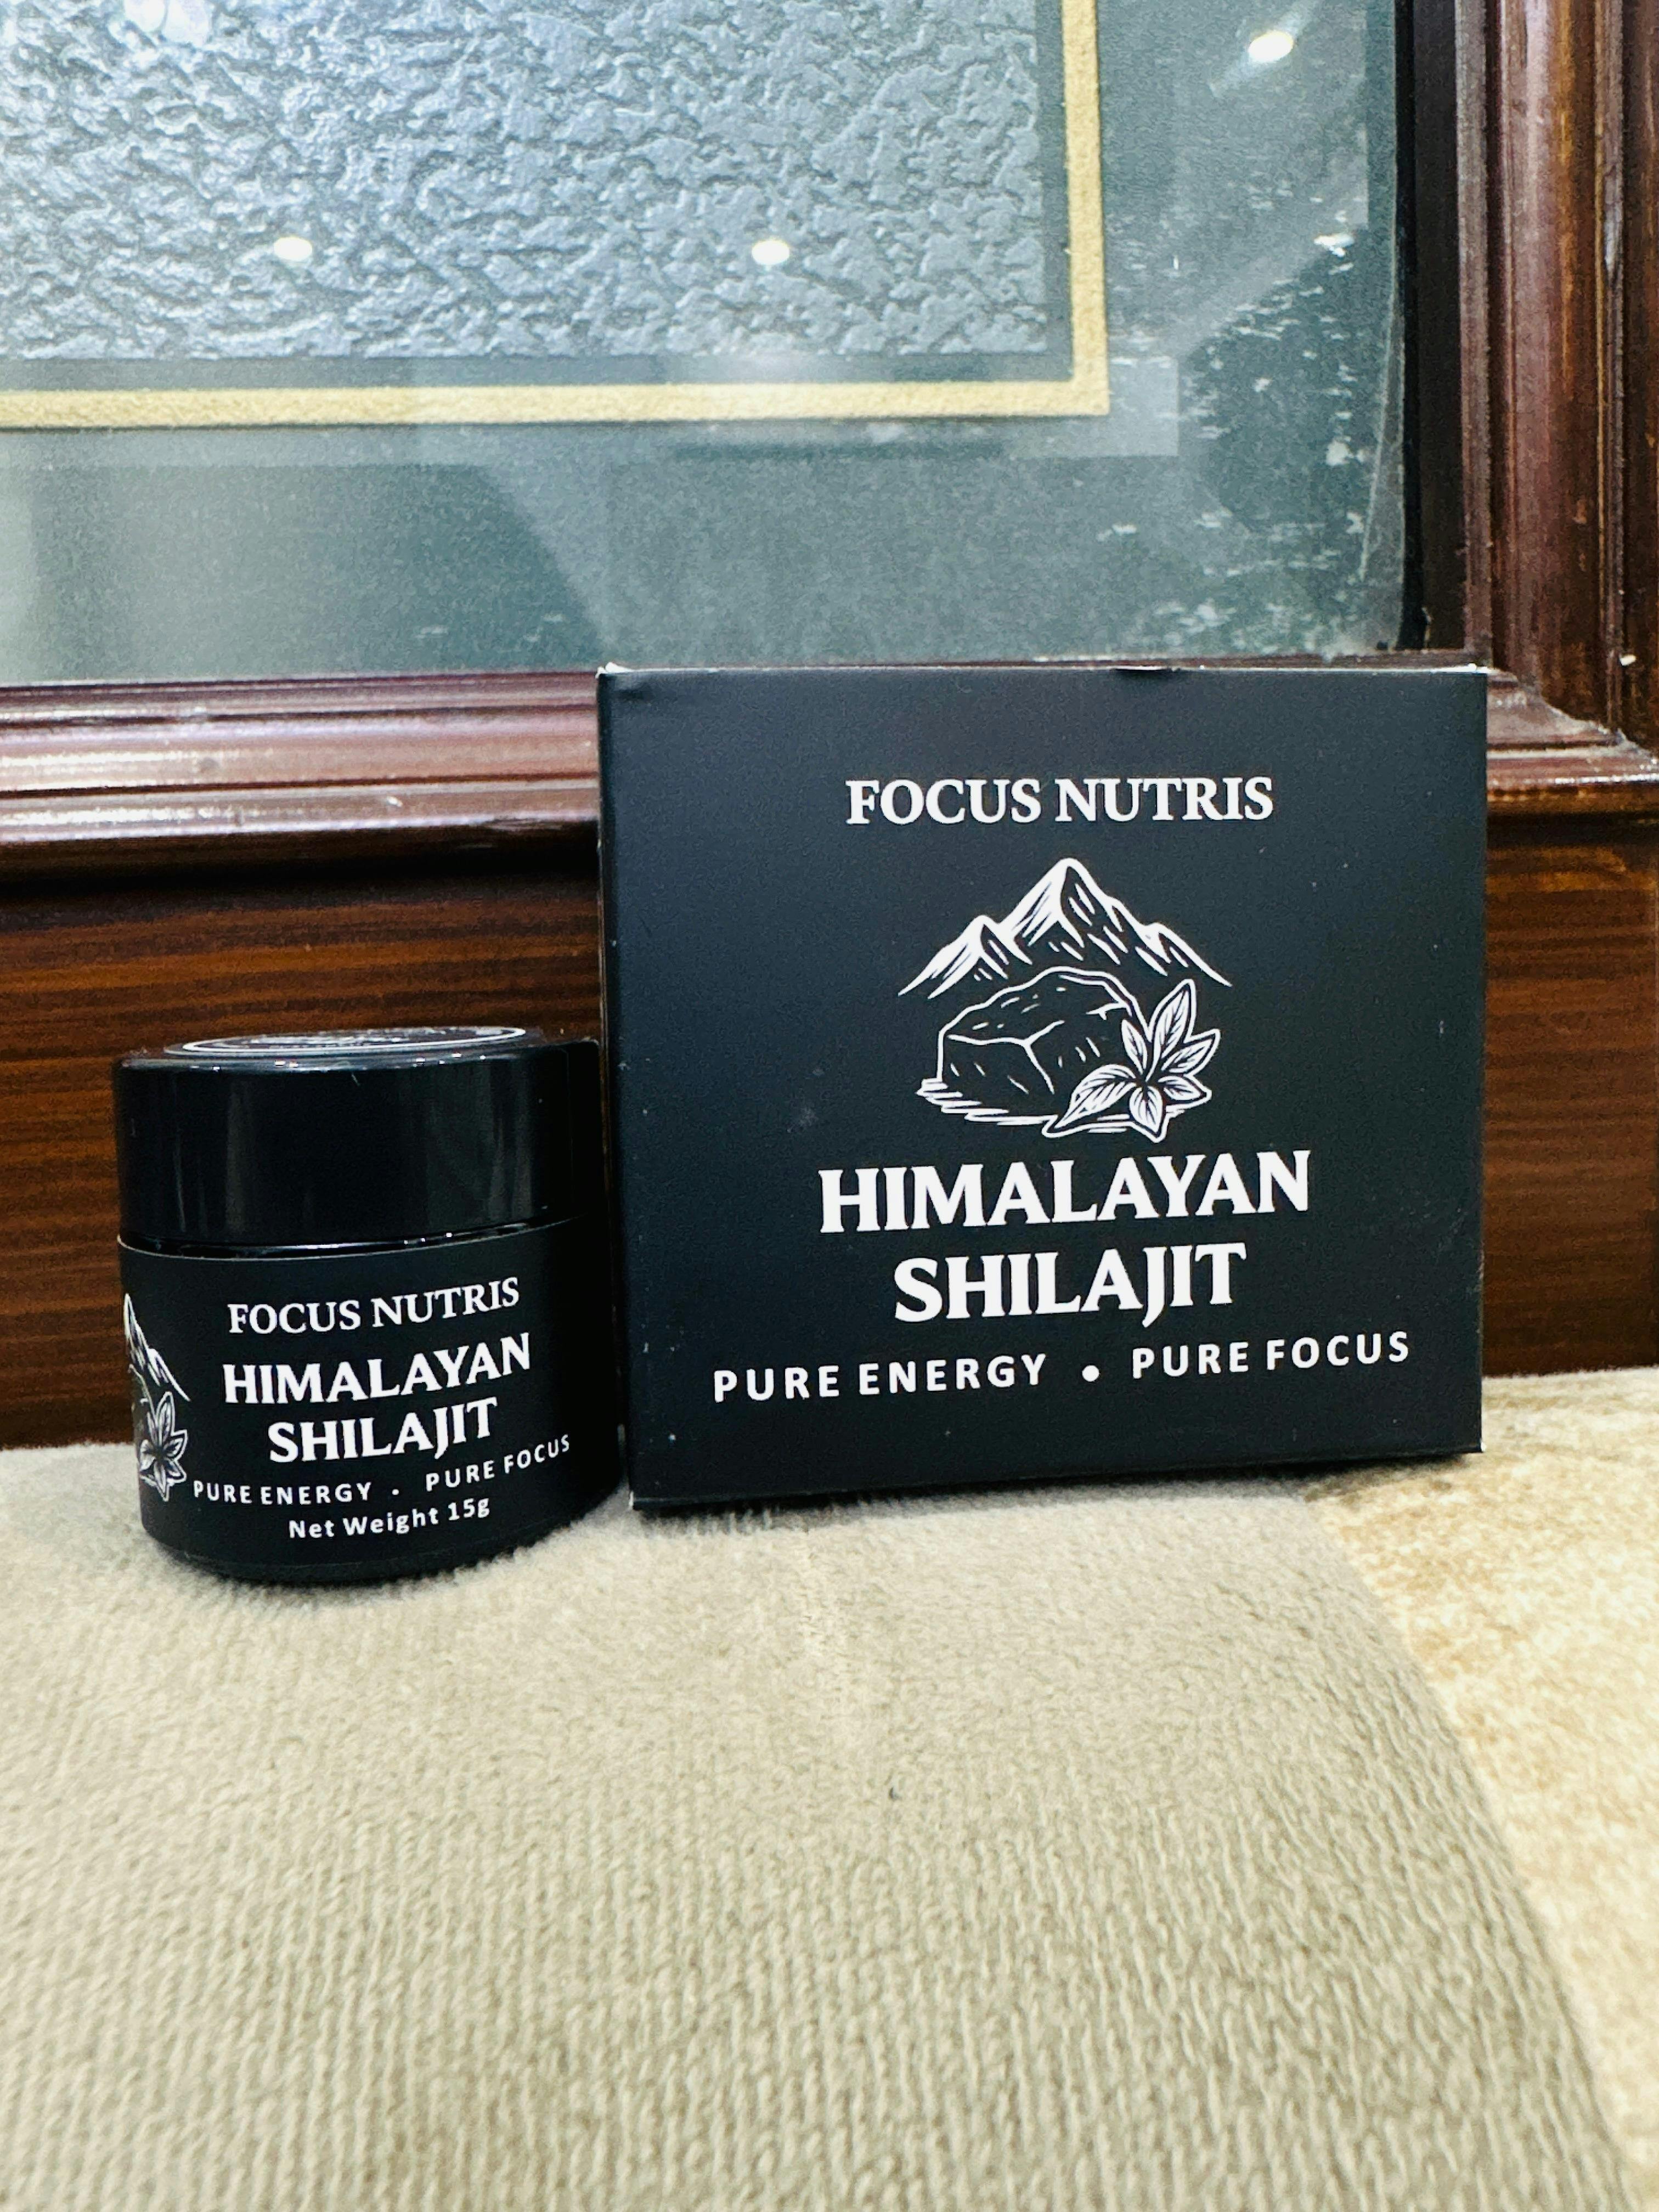 FOCUS NUTRIS
HIMALAYAN
SHILAJIT
PURE ENERGY • PURE FOCUS
FOCUS NUTRIS
HIMALAYAN
SHILAJIT
PURE ENERGY . PURE FOCUS
Net Weight 15g